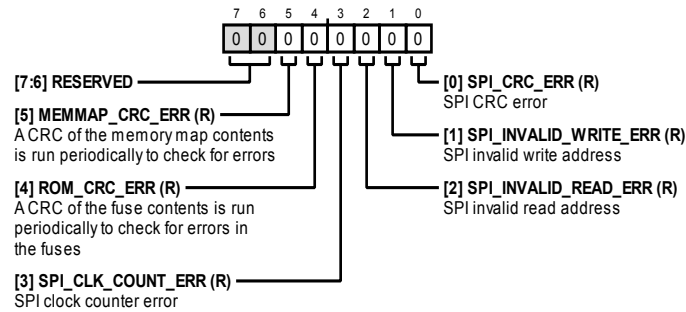 7 6 5 4 3 2 1 0
0 0 0 0 0 0 0 0
[7:6] RESERVED
[5] MEMMAP_CRC_ERR (R)
A CRC of the memory map contents
is run periodically to check for errors
[4] ROM_CRC_ERR (R)
A CRC of the fuse contents is run
periodically to check for errors in
the fuses
[3] SPI_CLK_COUNT_ERR (R)
SPI clock counter error
[0] SPI_CRC_ERR (R)
SPI CRC error
[1] SPI_INVALID_WRITE_ERR (R)
SPI invalid write address
[2] SPI_INVALID_READ_ERR (R)
SPI invalid read address